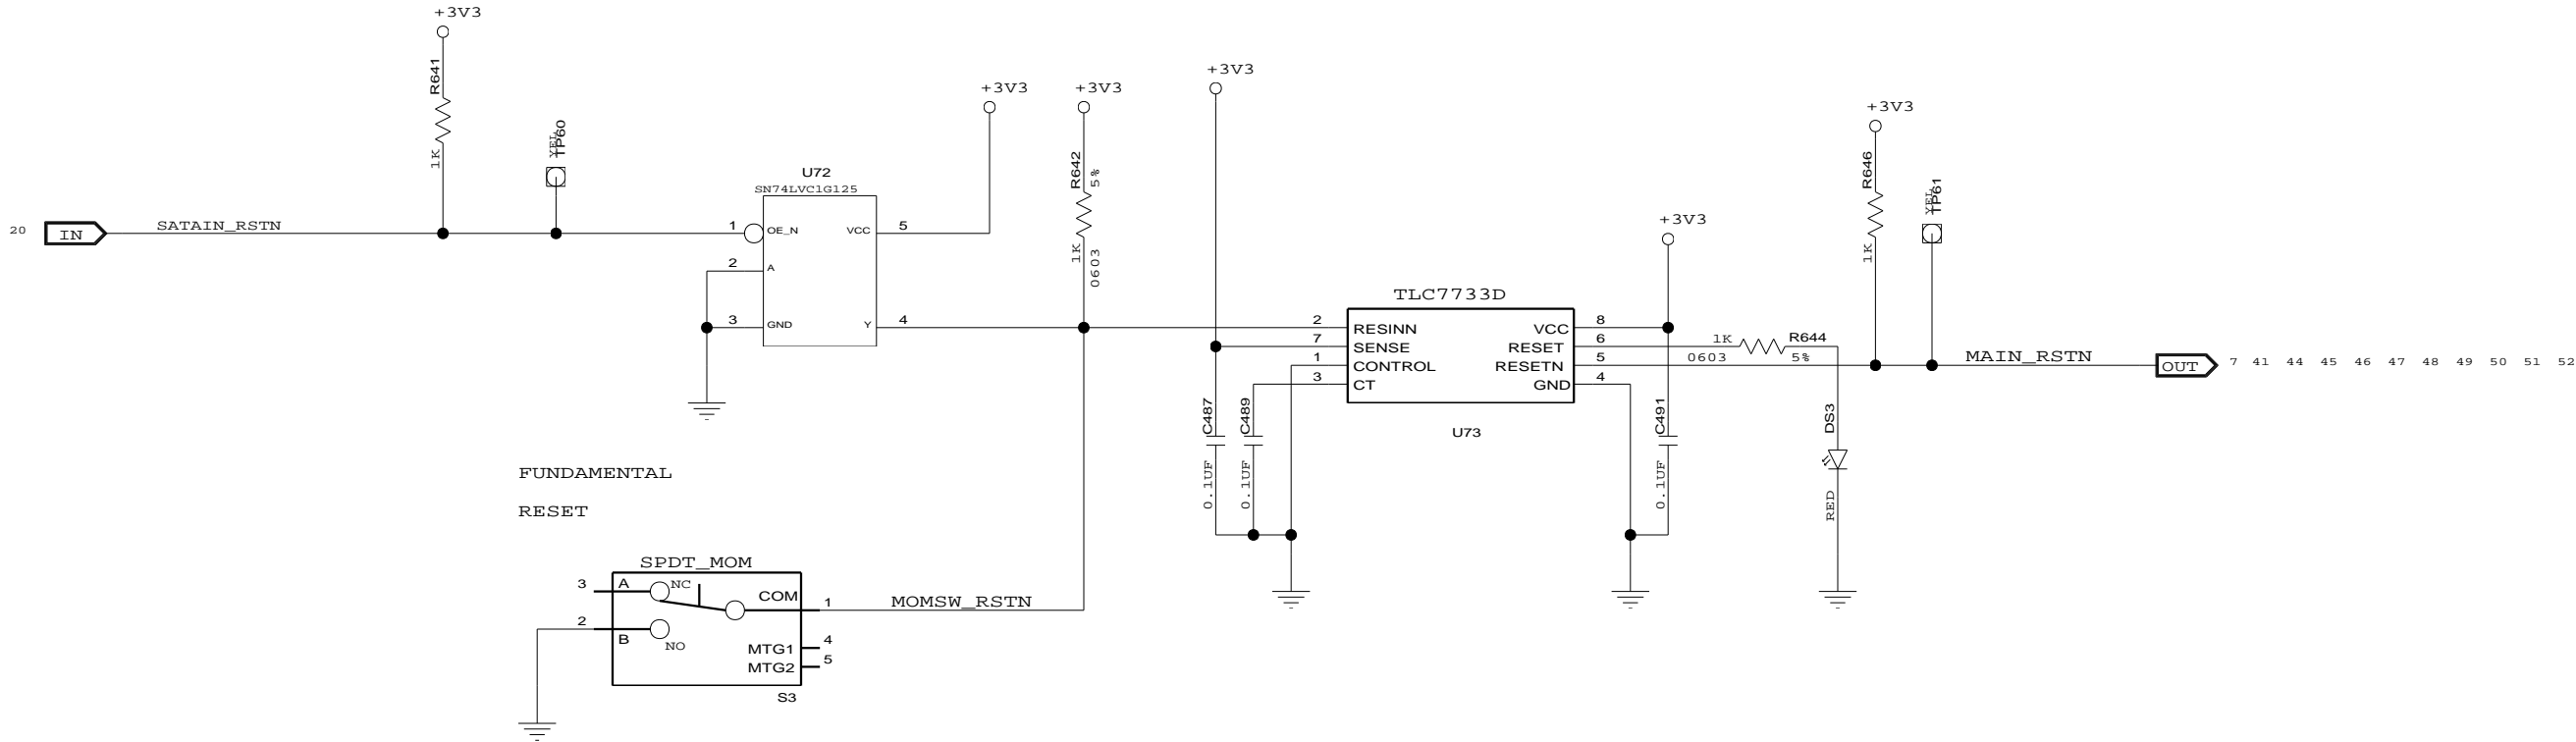 +3V3
R641
1K
YEL
TP60
20
IN
SATAIN_RSTN
U72
SN74LVC1G125
1
OE_N
VCC
5
2
A
3
GND
Y
4
+3V3
+3V3
R642
5%
1K
0603
+3V3
TLC7733D
2
RESINN
7
SENSE
1
CONTROL
3
CT
VCC
8
RESET
6
RESETN
5
GND
4
U73
C487
0.1UF
C489
0.1UF
+3V3
C491
0.1UF
1K
R644
0603
5%
DS3
RED
+3V3
R646
1K
YEL
TP61
MAIN_RSTN
OUT
7 41 44 45 46 47 48 49 50 51 52
FUNDAMENTAL
RESET
SPDT_MOM
3
A
NC
COM
1
MOMSW_RSTN
2
B
NO
MTG1
4
MTG2
5
S3